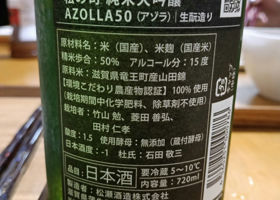 純米大吟醸
AZOLLA50 (アゾラ) | 生酛造り
原材料名:米(国産)、米麹(国産米)
精米歩合:50% アルコール分:15度
原料米:滋賀県竜王町産山田錦
【環境こだわり農産物認証】100%使用
(栽培期間中化学肥料、除草剤不使用)
栽培者:竹山 勉、菱田 善弘、
田村 仁孝
酸度:1.5 使用酵母:無添加(蔵付酵母)
日本酒度:-1 杜氏:石田 敬三
品目:日本酒 要冷蔵 5~10℃
内容量:720ml
松瀬酒造株式会社